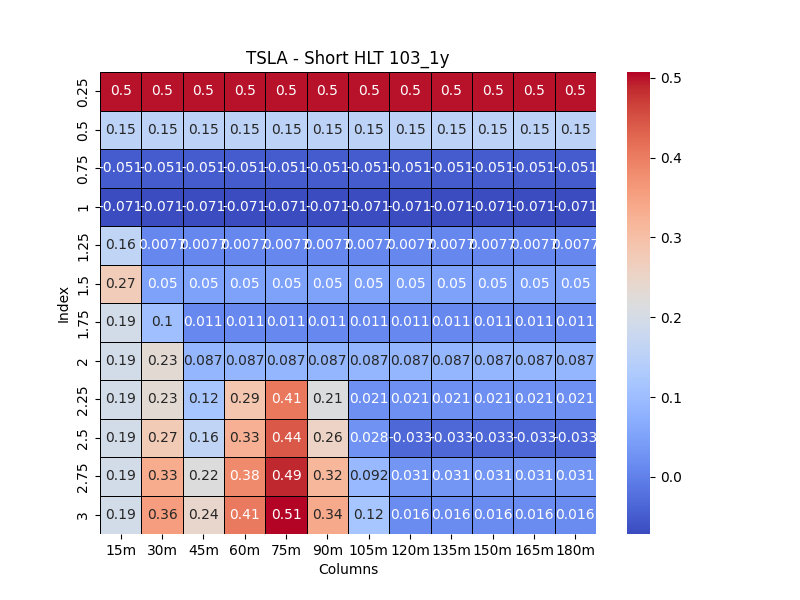 TSLA - Short HLT 103_1y
0.25 0.5 0.5 0.5 0.5 0.5 0.5 0.5 0.5 0.5 0.5 0.5 0.5
0.5 0.15 0.15 0.15 0.15 0.15 0.15 0.15 0.15 0.15 0.15 0.15 0.15
0.75 -0.051 -0.051 -0.051 -0.051 -0.051 -0.051 -0.051 -0.051 -0.051 -0.051 -0.051 -0.051
1 -0.071 -0.071 -0.071 -0.071 -0.071 -0.071 -0.071 -0.071 -0.071 -0.071 -0.071 -0.071
1.25 0.16 0.0077 0.0077 0.0077 0.0077 0.0077 0.0077 0.0077 0.0077 0.0077 0.0077 0.0077
1.5 0.27 0.05 0.05 0.05 0.05 0.05 0.05 0.05 0.05 0.05 0.05 0.05
1.75 0.19 0.1 0.011 0.011 0.011 0.011 0.011 0.011 0.011 0.011 0.011 0.011
2 0.19 0.23 0.087 0.087 0.087 0.087 0.087 0.087 0.087 0.087 0.087 0.087
2.25 0.19 0.23 0.12 0.29 0.41 0.21 0.021 0.021 0.021 0.021 0.021 0.021
2.5 0.19 0.27 0.16 0.33 0.44 0.26 0.028 -0.033 -0.033 -0.033 -0.033 -0.033
2.75 0.19 0.33 0.22 0.38 0.49 0.32 0.092 0.031 0.031 0.031 0.031 0.031
3 0.19 0.36 0.24 0.41 0.51 0.34 0.12 0.016 0.016 0.016 0.016 0.016
15m 30m 45m 60m 75m 90m 105m 120m 135m 150m 165m 180m
Columns
Index
0.5
0.4
0.3
0.2
0.1
0.0